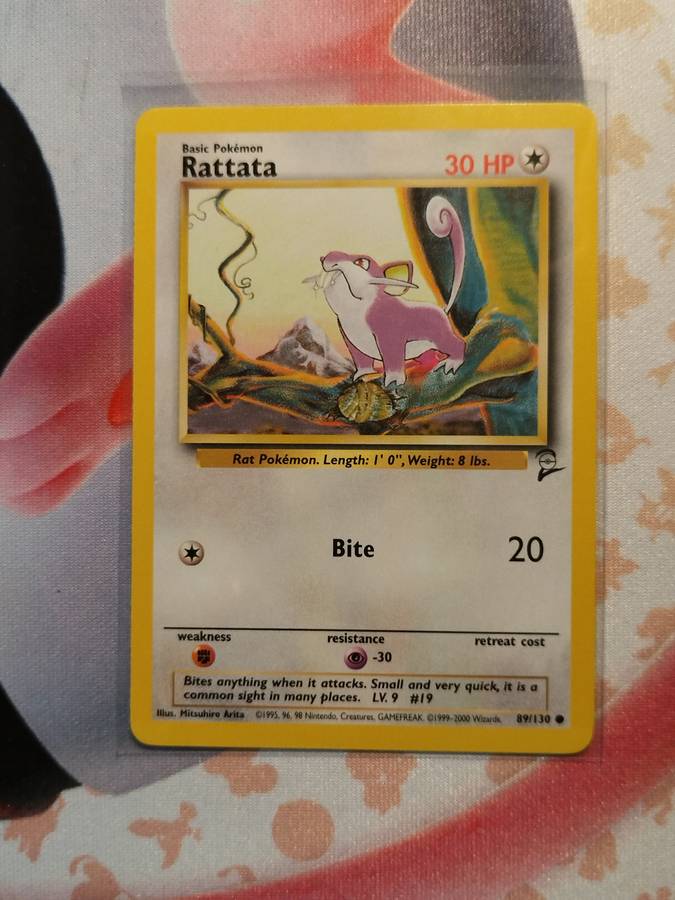 Basic Pokémon
Rattata
30 HP
Rat Pokémon. Length: 1' 0", Weight: 8 lbs.
Bite
20
weakness
resistance
retreat cost
-30
Bites anything when it attacks. Small and very quick, it is a
common sight in many places. LV. 9 #19
Illus. Mitsuhiro Arita ©1995, 96, 98 Nintendo, Creatures, GAMEFREAK. ©1999-2000 Wizards. 89/130